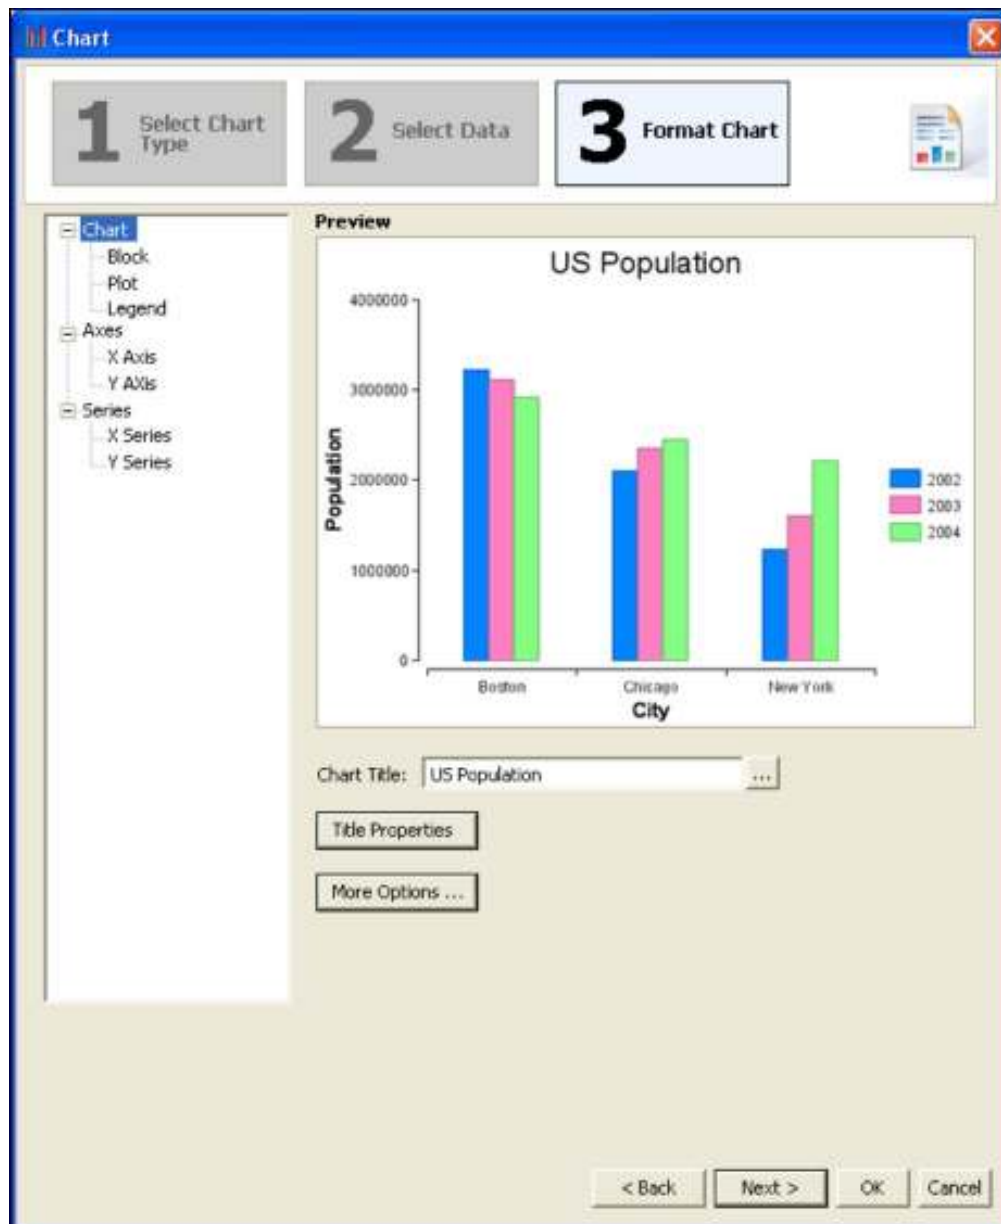 Chart
1 Select Chart
Type
2 Select Data
3 Format Chart
Chart
Block
Plot
Legend
Axes
X Axis
Y AXis
Series
X Series
Y Series
Preview
US Population
4000000
3000000
2000000
1000000
0
Population
Boston
Chicago
New York
City
2002
2003
2004
Chart Title: US Population ...
Title Properties
More Options ...
< Back Next > OK Cancel